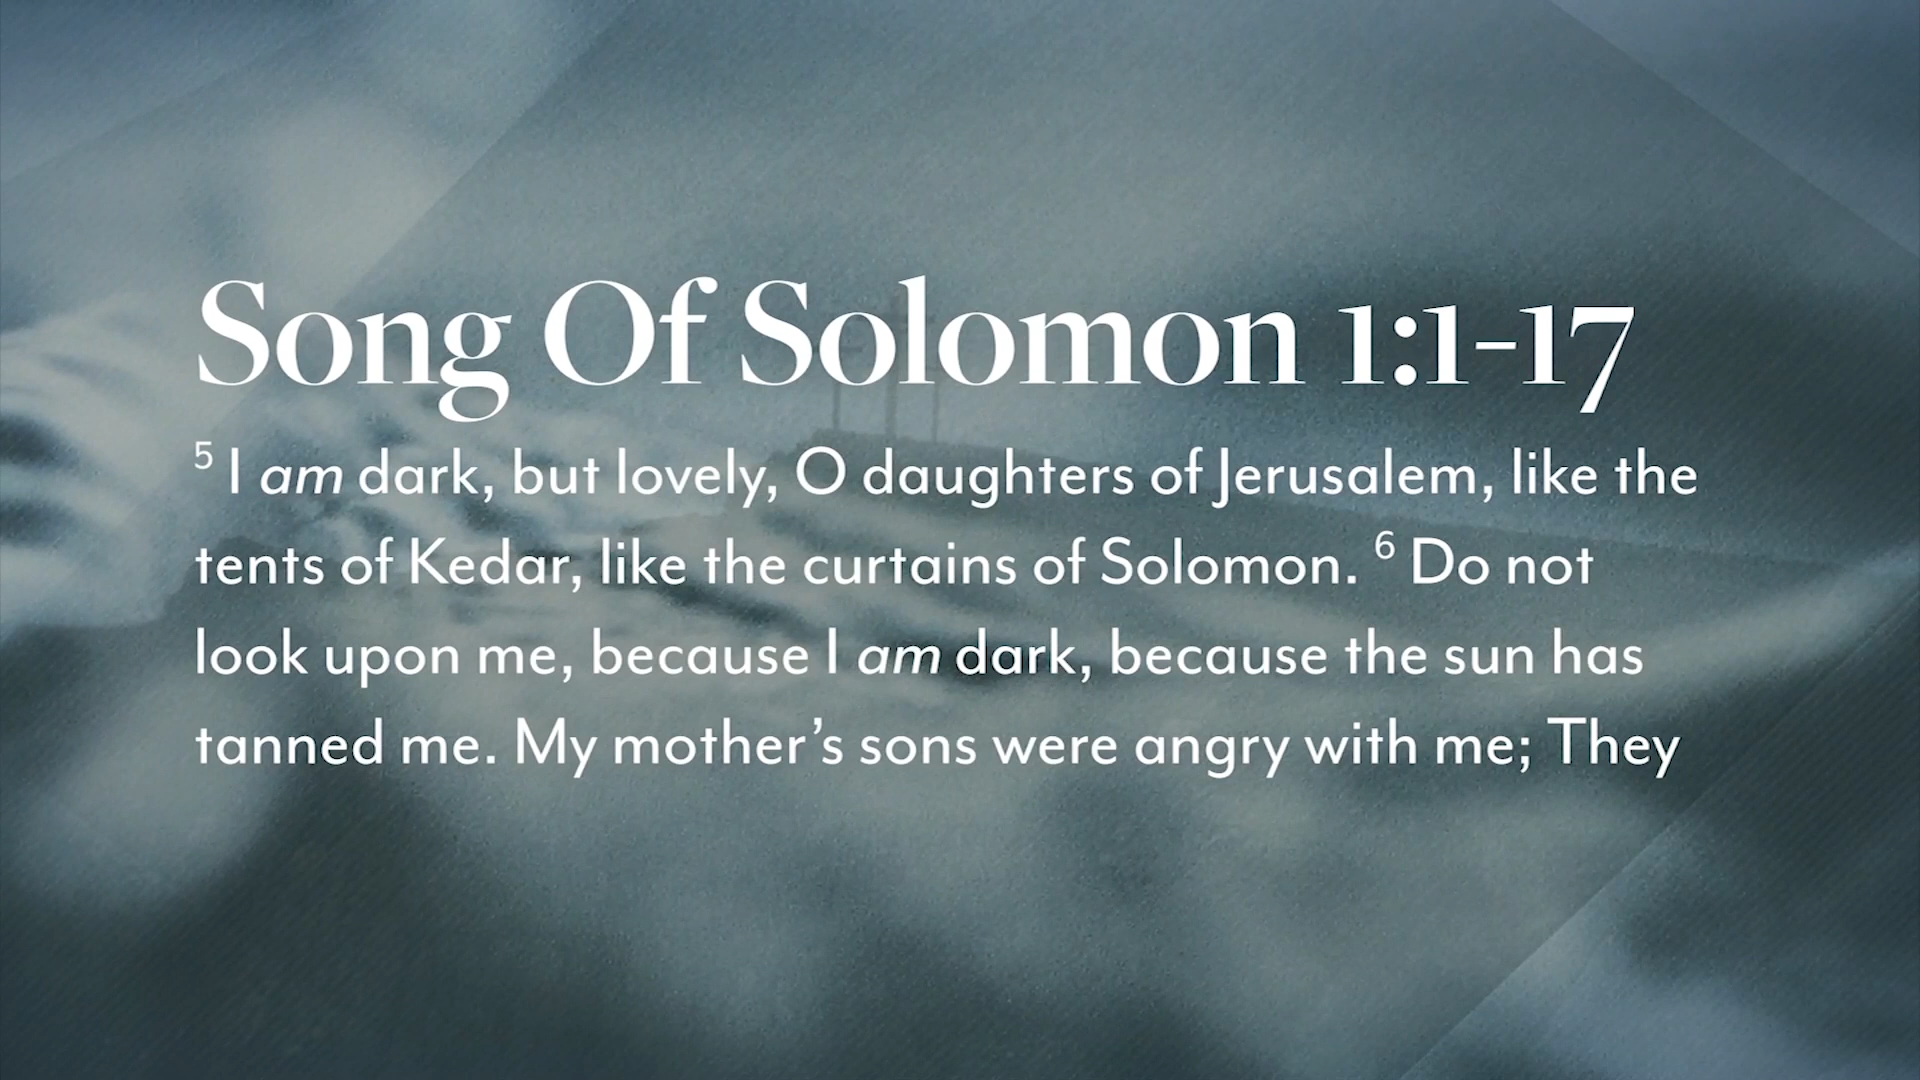 Song Of Solomon 1:1-17
5 I am dark, but lovely, O daughters of Jerusalem, like the
tents of Kedar, like the curtains of Solomon. 6 Do not
look upon me, because I am dark, because the sun has
tanned me. My mother’s sons were angry with me; They